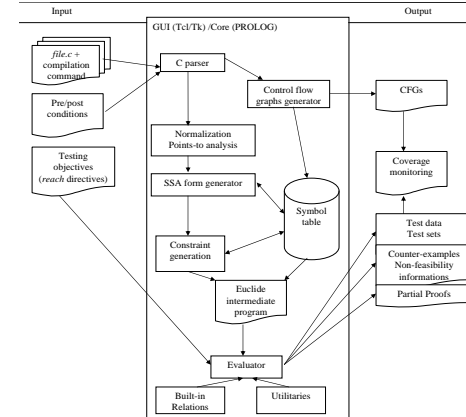 Input
Output
GUI (Tcl/Tk) /Core (PROLOG)
file.c +
compilation
command
C parser
Control flow
graphs generator
CFGs
Pre/post
conditions
Normalization
Points-to analysis
Testing
objectives
(reach directives)
Coverage
monitoring
SSA form generator
Symbol
table
Test data
Test sets
Constraint
generation
Counter-examples
Non-feasibility
informations
Euclide
intermediate
program
Partial Proofs
Evaluator
Built-in
Relations
Utilitaries